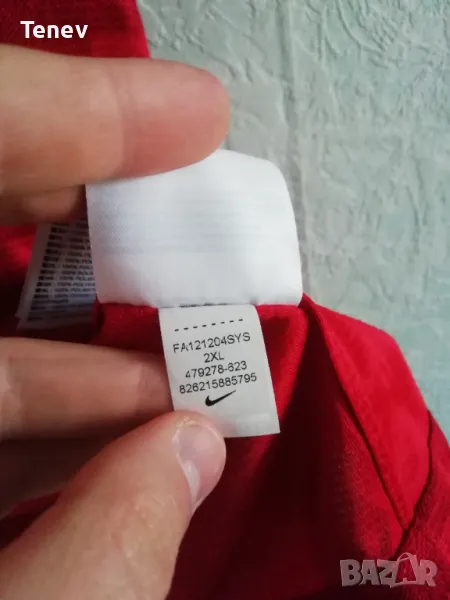 Tenev
FA121204SYS
2XL
479278-623
826215885795
BAZAR